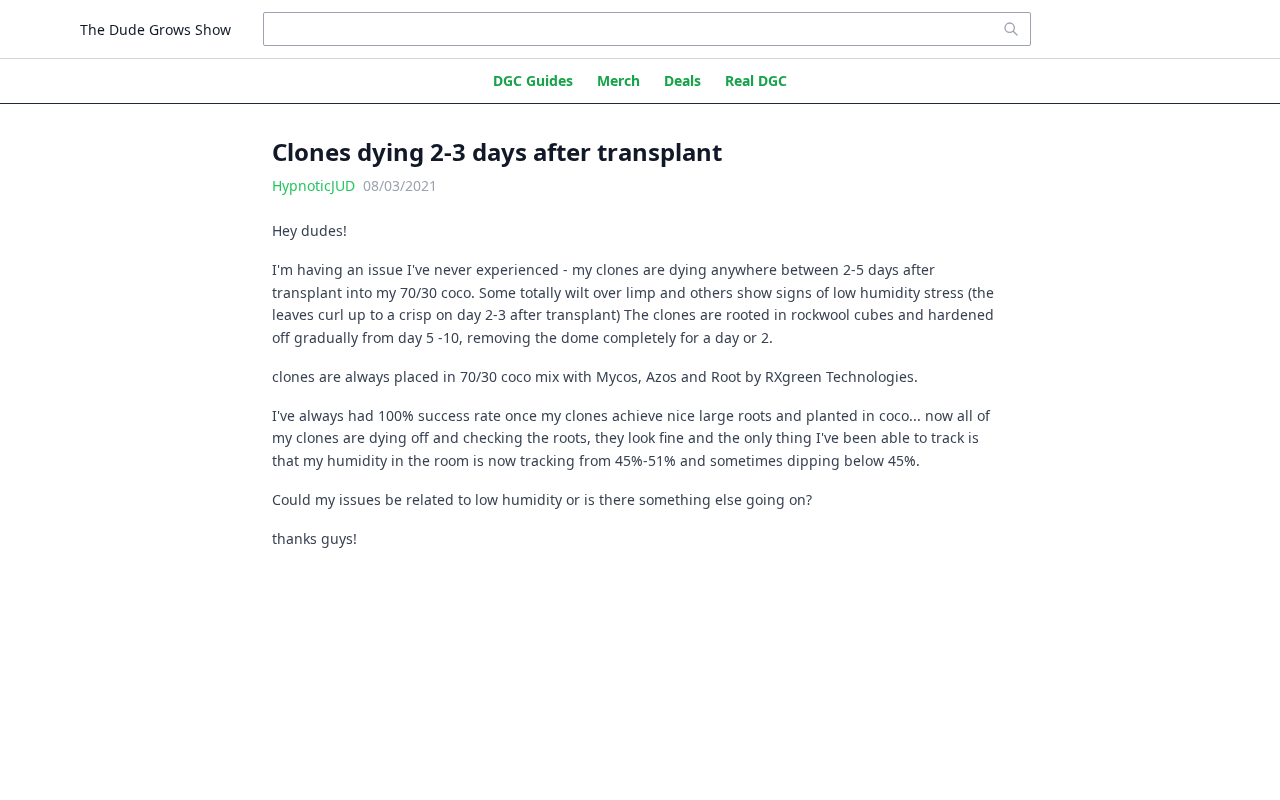 The Dude Grows Show
DGC Guides Merch Deals Real DGC
Clones dying 2-3 days after transplant
HypnoticJUD 08/03/2021
Hey dudes!
I'm having an issue I've never experienced - my clones are dying anywhere between 2-5 days after
transplant into my 70/30 coco. Some totally wilt over limp and others show signs of low humidity stress (the
leaves curl up to a crisp on day 2-3 after transplant) The clones are rooted in rockwool cubes and hardened
off gradually from day 5 -10, removing the dome completely for a day or 2.
clones are always placed in 70/30 coco mix with Mycos, Azos and Root by RXgreen Technologies.
I've always had 100% success rate once my clones achieve nice large roots and planted in coco... now all of
my clones are dying off and checking the roots, they look fine and the only thing I've been able to track is
that my humidity in the room is now tracking from 45%-51% and sometimes dipping below 45%.
Could my issues be related to low humidity or is there something else going on?
thanks guys!